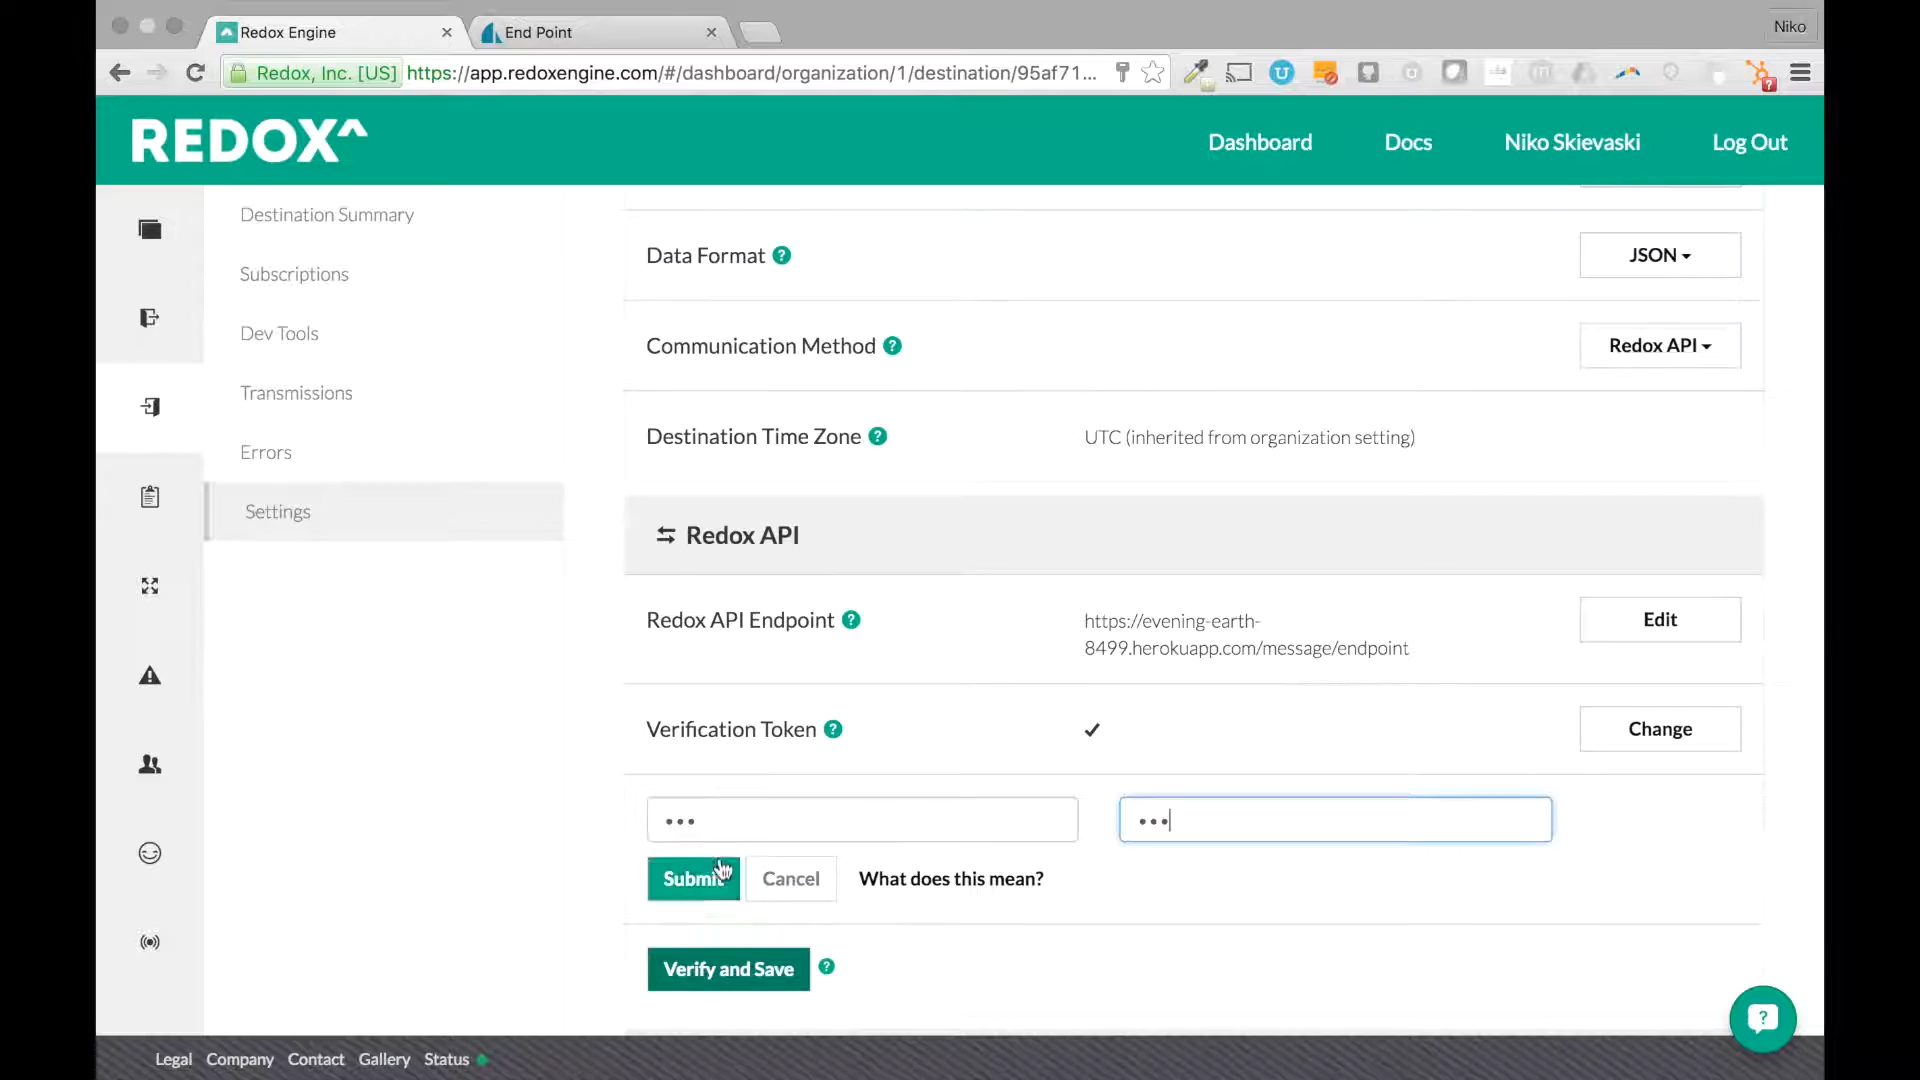 Redox Engine
End Point
Niko
Redox, Inc. [US]
https://app.redoxengine.com/#/dashboard/organization/1/destination/95af71...
REDOX^
Dashboard
Docs
Niko Skievaski
Log Out
Destination Summary
Subscriptions
Dev Tools
Transmissions
Errors
Settings
Data Format ?
JSON
Communication Method ?
Redox API
Destination Time Zone ?
UTC (inherited from organization setting)
Redox API
Redox API Endpoint ?
https://evening-earth-
8499.herokuapp.com/message/endpoint
Edit
Verification Token ?
Change
Submit
Cancel
What does this mean?
Verify and Save ?
Legal
Company
Contact
Gallery
Status